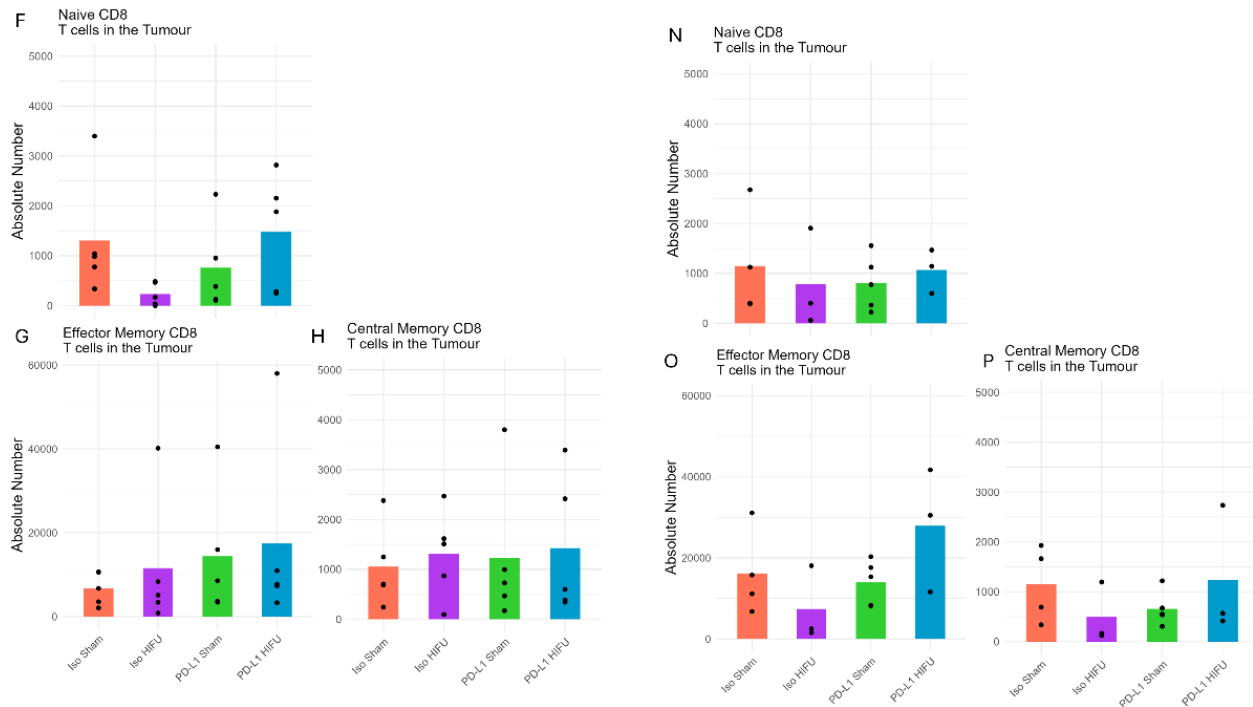 F
Naive CD8
T cells in the Tumour
Absolute Number
5000
4000
3000
2000
1000
0
G
Effector Memory CD8
T cells in the Tumour
Absolute Number
60000
40000
20000
0
Iso Sham
Iso HIFU
PD-L1 Sham
PD-L1 HIFU
H
Central Memory CD8
T cells in the Tumour
5000
4000
3000
2000
1000
0
Iso Sham
Iso HIFU
PD-L1 Sham
PD-L1 HIFU
N
Naive CD8
T cells in the Tumour
Absolute Number
5000
4000
3000
2000
1000
0
O
Effector Memory CD8
T cells in the Tumour
Absolute Number
60000
40000
20000
0
Iso Sham
Iso HIFU
PD-L1 Sham
PD-L1 HIFU
P
Central Memory CD8
T cells in the Tumour
5000
4000
3000
2000
1000
0
Iso Sham
Iso HIFU
PD-L1 Sham
PD-L1 HIFU